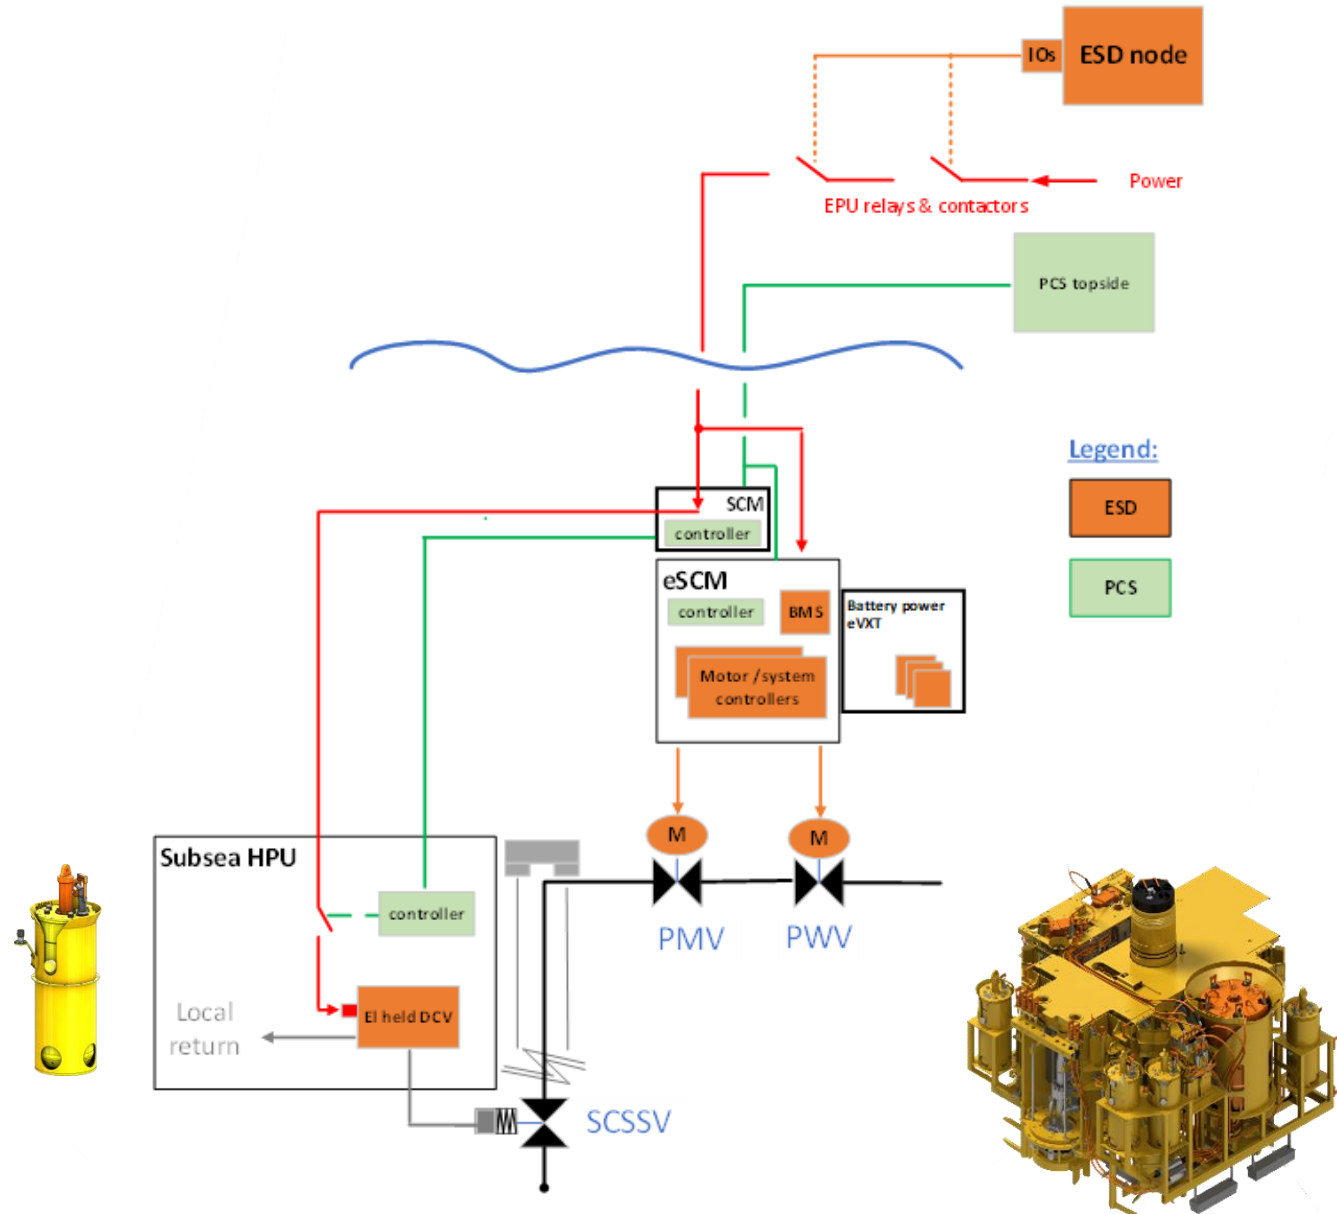 IOs
ESD node
Power
EPU relays & contactors
PCS topside
Legend:
ESD
PCS
SCM
controller
eSCM
controller
BMS
Battery power
eVXT
Motor /system
controllers
M
M
PMV
PWV
Subsea HPU
controller
Local
return
El held DCV
SCSSV